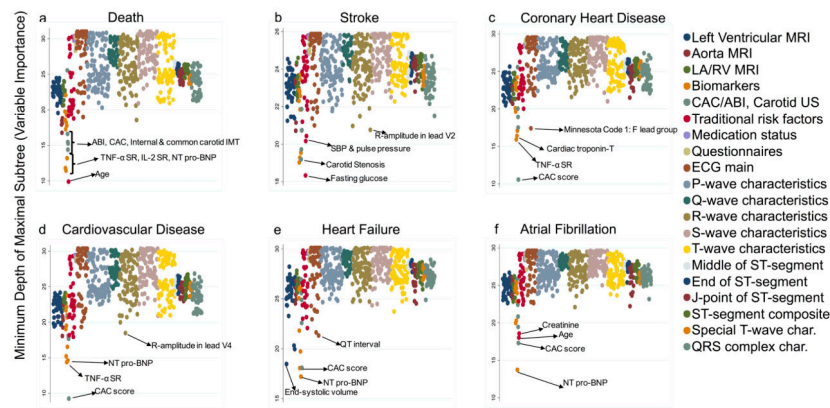 Minimum Depth of Maximal Subtree (Variable Importance)
a
Death
30
25
20
15
10
ABI, CAC, Internal & common carotid IMT
TNF-α SR, IL-2 SR, NT pro-BNP
Age
b
Stroke
26
24
22
20
18
R-amplitude in lead V2
SBP & pulse pressure
Carotid Stenosis
Fasting glucose
c
Coronary Heart Disease
30
25
20
15
10
Minnesota Code 1: F lead group
Cardiac troponin-T
TNF-α SR
CAC score
d
Cardiovascular Disease
30
25
20
15
10
R-amplitude in lead V4
NT pro-BNP
TNF-α SR
CAC score
e
Heart Failure
30
25
20
15
QT interval
CAC score
NT pro-BNP
End-systolic volume
f
Atrial Fibrillation
30
25
20
15
10
Creatinine
Age
CAC score
NT pro-BNP
Left Ventricular MRI
Aorta MRI
LA/RV MRI
Biomarkers
CAC/ABI, Carotid US
Traditional risk factors
Medication status
Questionnaires
ECG main
P-wave characteristics
Q-wave characteristics
R-wave characteristics
S-wave characteristics
T-wave characteristics
Middle of ST-segment
End of ST-segment
J-point of ST-segment
ST-segment composite
Special T-wave char.
QRS complex char.